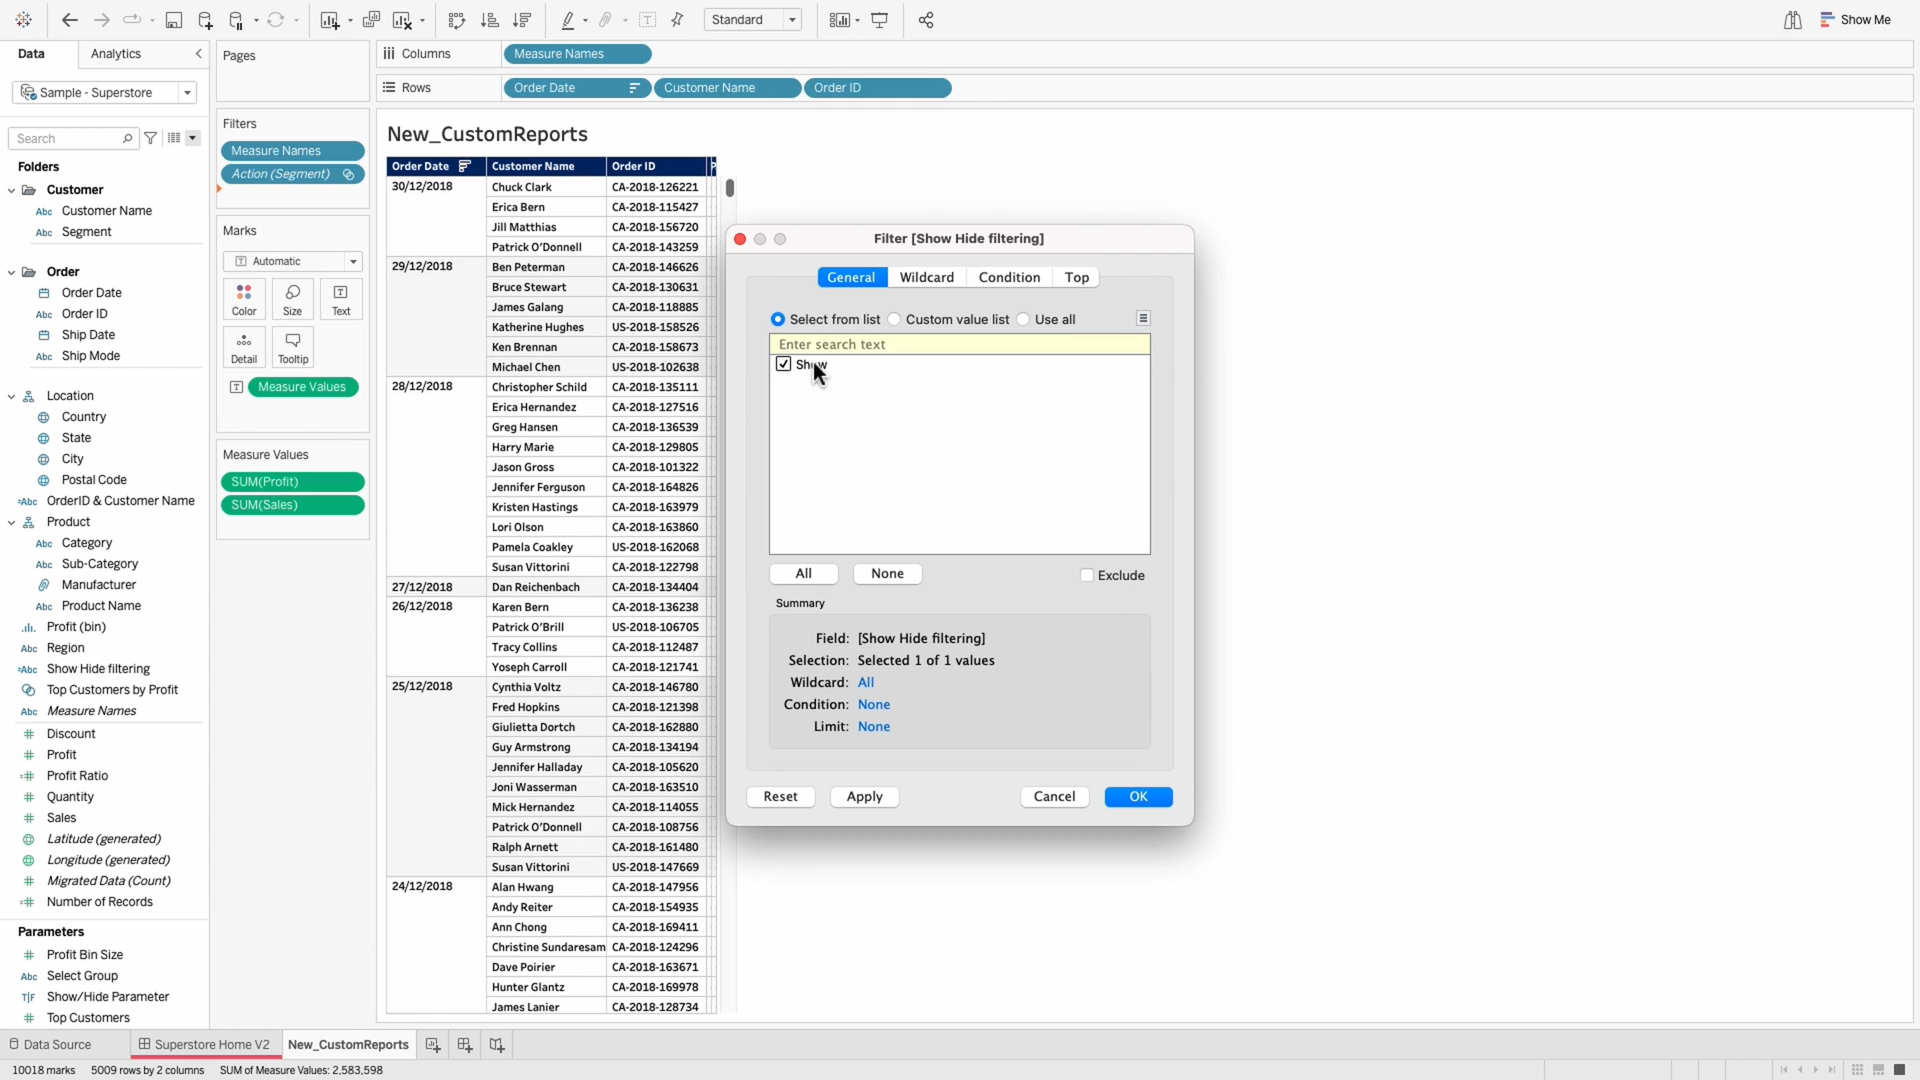 Standard
Show Me
Data
Analytics
Pages
Columns
Measure Names
Sample - Superstore
Rows
Order Date
Customer Name
Order ID
Search
Filters
Measure Names
Action (Segment)
New_CustomReports
Order Date
Customer Name
Order ID
Folders
Customer
Abc Customer Name
Abc Segment
Order
Order Date
Abc Order ID
Ship Date
Abc Ship Mode
Location
Country
State
City
Postal Code
=Abc OrderID & Customer Name
Product
Abc Category
Abc Sub-Category
Manufacturer
Abc Product Name
Profit (bin)
Abc Region
=Abc Show Hide filtering
Top Customers by Profit
Abc Measure Names
# Discount
# Profit
=# Profit Ratio
# Quantity
# Sales
Latitude (generated)
Longitude (generated)
# Migrated Data (Count)
=# Number of Records
Parameters
# Profit Bin Size
Abc Select Group
T|F Show/Hide Parameter
# Top Customers
Marks
Automatic
Color
Size
Text
Detail
Tooltip
Measure Values
Measure Values
SUM(Profit)
SUM(Sales)
30/12/2018 Chuck Clark CA-2018-126221
Erica Bern CA-2018-115427
Jill Matthias CA-2018-156720
Patrick O'Donnell CA-2018-143259
29/12/2018 Ben Peterman CA-2018-146626
Bruce Stewart CA-2018-130631
James Galang CA-2018-118885
Katherine Hughes US-2018-158526
Ken Brennan CA-2018-158673
Michael Chen US-2018-102638
28/12/2018 Christopher Schild CA-2018-135111
Erica Hernandez CA-2018-127516
Greg Hansen CA-2018-136539
Harry Marie CA-2018-129805
Jason Gross CA-2018-101322
Jennifer Ferguson CA-2018-164826
Kristen Hastings CA-2018-163979
Lori Olson CA-2018-163860
Pamela Coakley US-2018-162068
Susan Vittorini CA-2018-122798
27/12/2018 Dan Reichenbach CA-2018-134404
26/12/2018 Karen Bern CA-2018-136238
Patrick O'Brill US-2018-106705
Tracy Collins CA-2018-112487
Yoseph Carroll CA-2018-121741
25/12/2018 Cynthia Voltz CA-2018-146780
Fred Hopkins CA-2018-121398
Giulietta Dortch CA-2018-162880
Guy Armstrong CA-2018-134194
Jennifer Halladay CA-2018-105620
Joni Wasserman CA-2018-163510
Mick Hernandez CA-2018-114055
Patrick O'Donnell CA-2018-108756
Ralph Arnett CA-2018-161480
Susan Vittorini US-2018-147669
24/12/2018 Alan Hwang CA-2018-147956
Andy Reiter CA-2018-154935
Ann Chong CA-2018-169411
Christine Sundaresam CA-2018-124296
Dave Poirier CA-2018-163671
Hunter Glantz CA-2018-169978
James Lanier CA-2018-128734
Filter [Show Hide filtering]
General
Wildcard
Condition
Top
Select from list
Custom value list
Use all
Enter search text
Show
All
None
Exclude
Summary
Field: [Show Hide filtering]
Selection: Selected 1 of 1 values
Wildcard: All
Condition: None
Limit: None
Reset
Apply
Cancel
OK
Data Source
Superstore Home V2
New_CustomReports
10018 marks 5009 rows by 2 columns SUM of Measure Values: 2,583,598